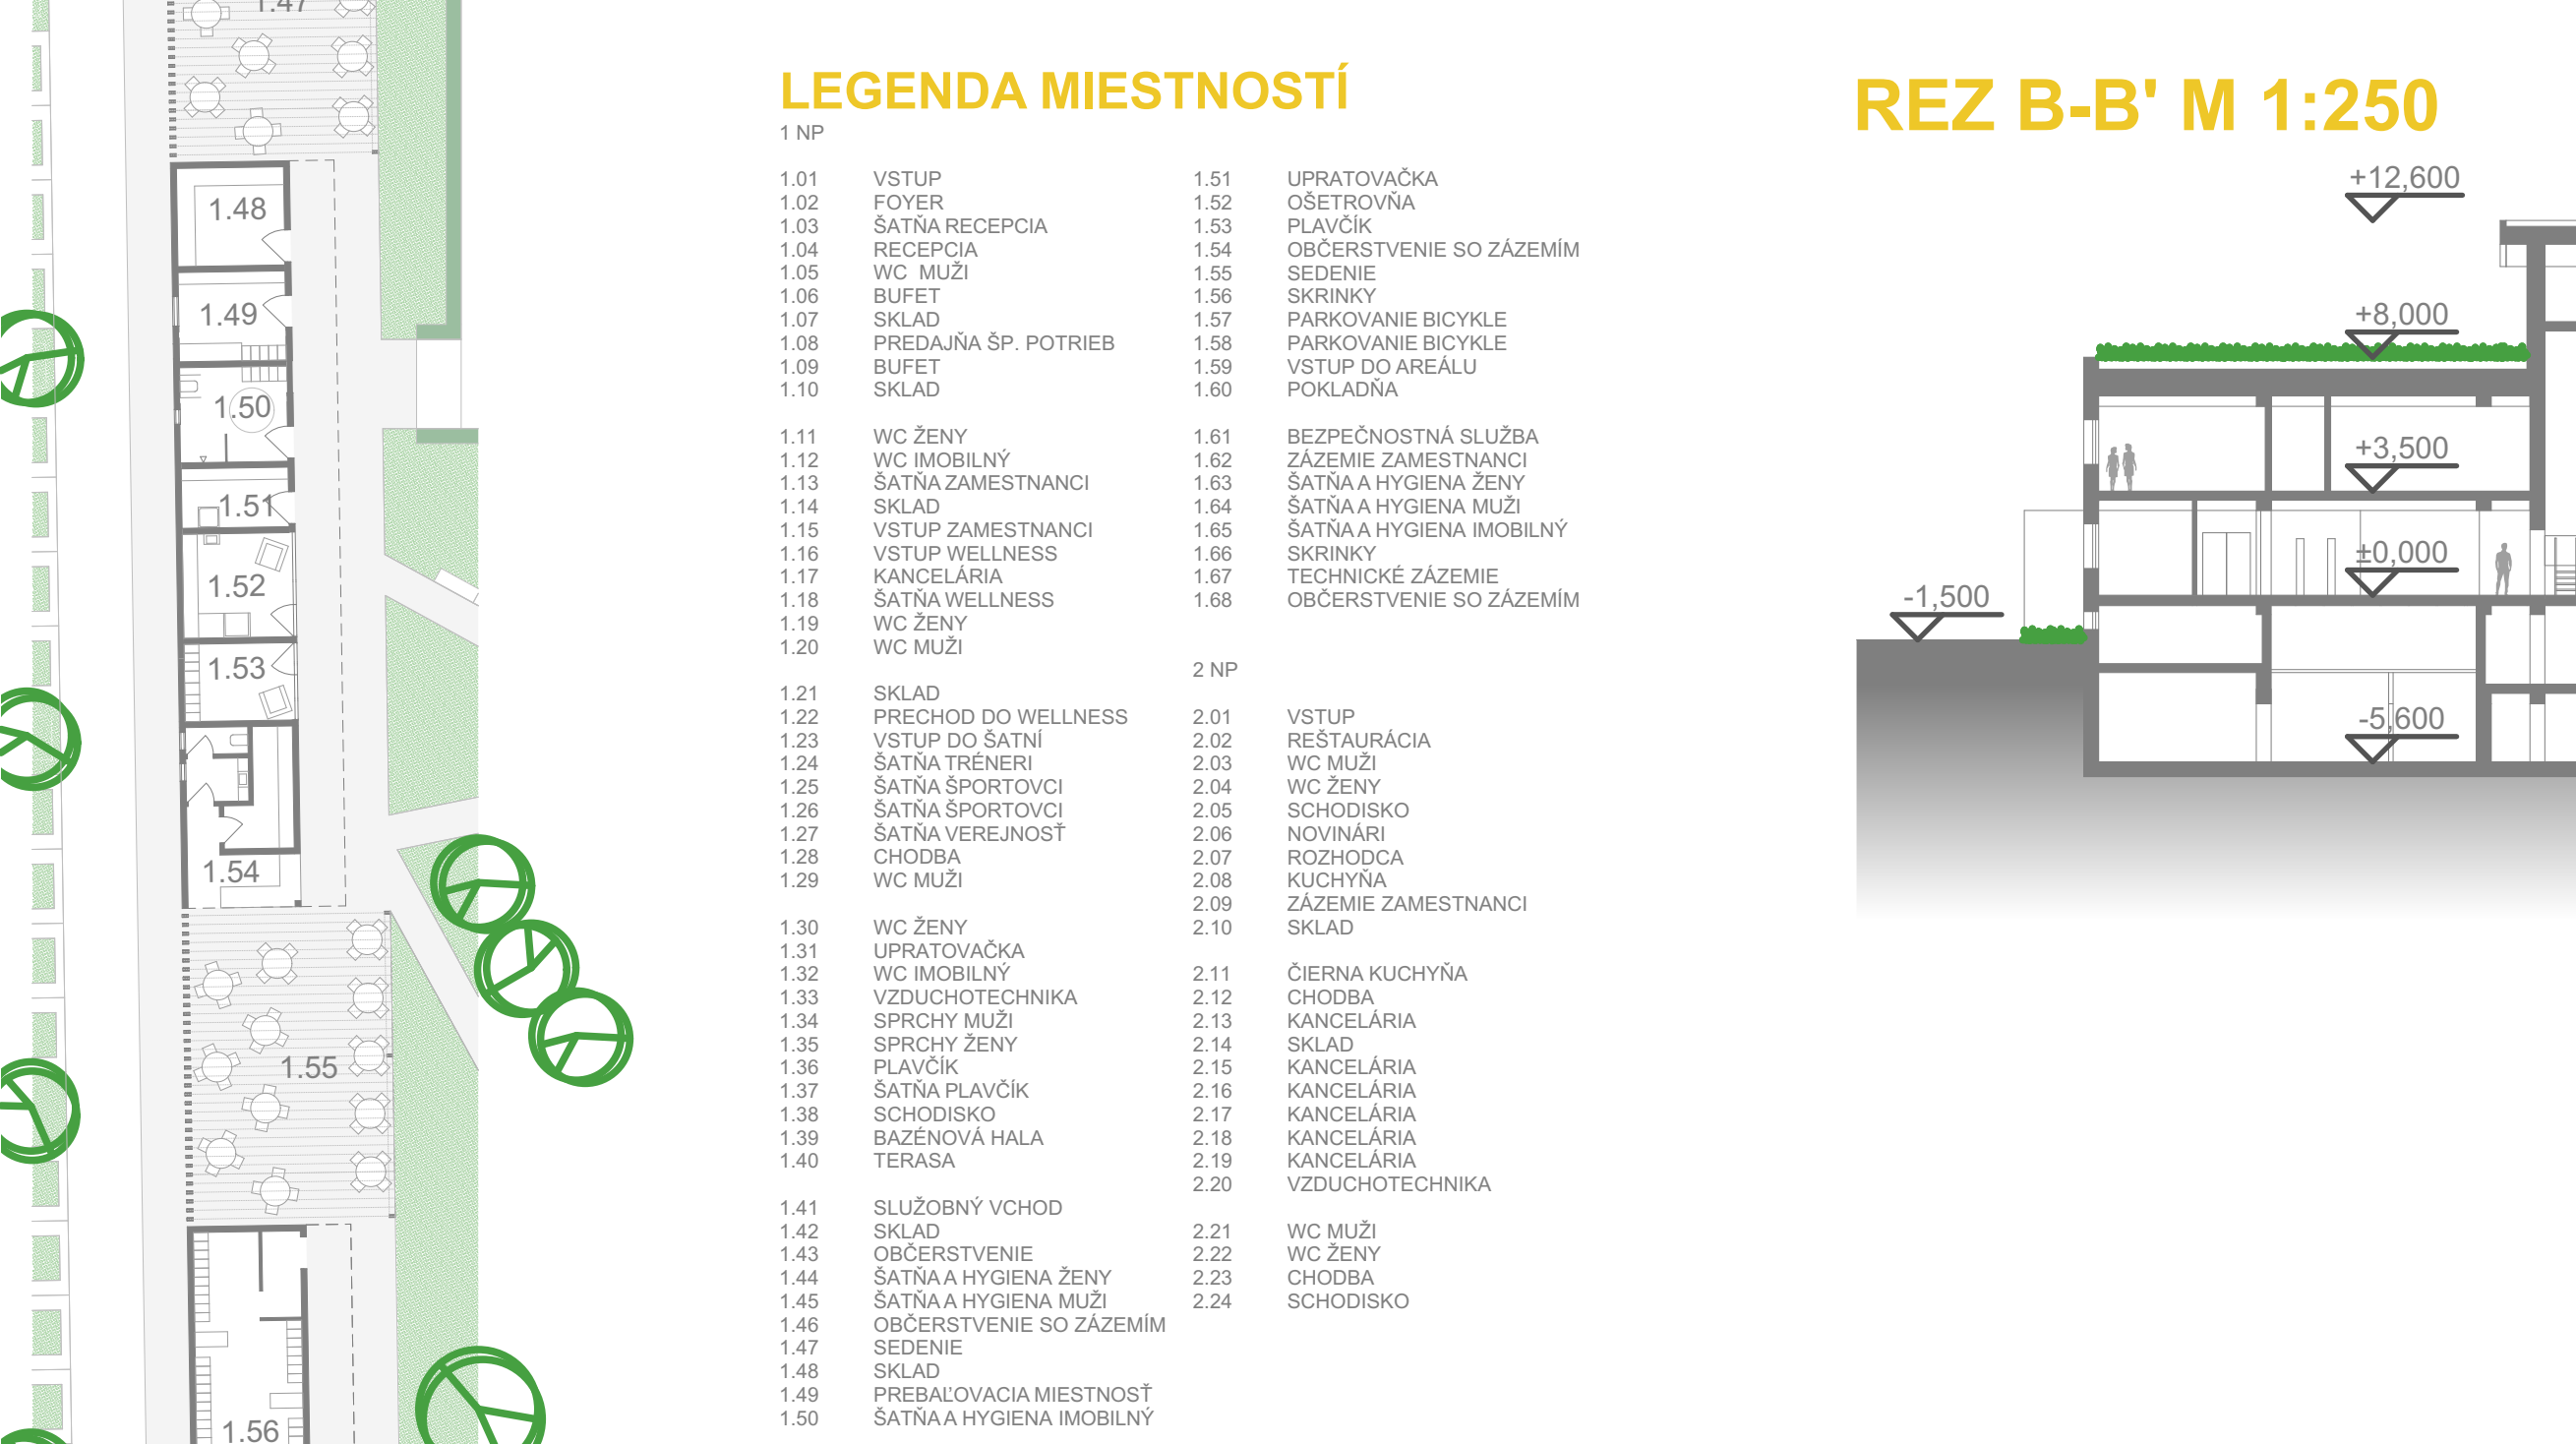 1.47
1.48
1.49
1.50
1.51
1.52
1.53
1.54
1.55
1.56
LEGENDA MIESTNOSTÍ
1 NP
1.01 VSTUP
1.02 FOYER
1.03 ŠATŇA RECEPCIA
1.04 RECEPCIA
1.05 WC MUŽI
1.06 BUFET
1.07 SKLAD
1.08 PREDAJŇA ŠP. POTRIEB
1.09 BUFET
1.10 SKLAD
1.11 WC ŽENY
1.12 WC IMOBILNÝ
1.13 ŠATŇA ZAMESTNANCI
1.14 SKLAD
1.15 VSTUP ZAMESTNANCI
1.16 VSTUP WELLNESS
1.17 KANCELÁRIA
1.18 ŠATŇA WELLNESS
1.19 WC ŽENY
1.20 WC MUŽI
1.21 SKLAD
1.22 PRECHOD DO WELLNESS
1.23 VSTUP DO ŠATNÍ
1.24 ŠATŇA TRÉNERI
1.25 ŠATŇA ŠPORTOVCI
1.26 ŠATŇA ŠPORTOVCI
1.27 ŠATŇA VEREJNOSŤ
1.28 CHODBA
1.29 WC MUŽI
1.30 WC ŽENY
1.31 UPRATOVAČKA
1.32 WC IMOBILNÝ
1.33 VZDUCHOTECHNIKA
1.34 SPRCHY MUŽI
1.35 SPRCHY ŽENY
1.36 PLAVČÍK
1.37 ŠATŇA PLAVČÍK
1.38 SCHODISKO
1.39 BAZÉNOVÁ HALA
1.40 TERASA
1.41 SLUŽOBNÝ VCHOD
1.42 SKLAD
1.43 OBČERSTVENIE
1.44 ŠATŇA A HYGIENA ŽENY
1.45 ŠATŇA A HYGIENA MUŽI
1.46 OBČERSTVENIE SO ZÁZEMÍM
1.47 SEDENIE
1.48 SKLAD
1.49 PREBAĽOVACIA MIESTNOSŤ
1.50 ŠATŇA A HYGIENA IMOBILNÝ
1.51 UPRATOVAČKA
1.52 OŠETROVŇA
1.53 PLAVČÍK
1.54 OBČERSTVENIE SO ZÁZEMÍM
1.55 SEDENIE
1.56 SKRINKY
1.57 PARKOVANIE BICYKLE
1.58 PARKOVANIE BICYKLE
1.59 VSTUP DO AREÁLU
1.60 POKLADŇA
1.61 BEZPEČNOSTNÁ SLUŽBA
1.62 ZÁZEMIE ZAMESTNANCI
1.63 ŠATŇA A HYGIENA ŽENY
1.64 ŠATŇA A HYGIENA MUŽI
1.65 ŠATŇA A HYGIENA IMOBILNÝ
1.66 SKRINKY
1.67 TECHNICKÉ ZÁZEMIE
1.68 OBČERSTVENIE SO ZÁZEMÍM
2 NP
2.01 VSTUP
2.02 REŠTAURÁCIA
2.03 WC MUŽI
2.04 WC ŽENY
2.05 SCHODISKO
2.06 NOVINÁRI
2.07 ROZHODCA
2.08 KUCHYŇA
2.09 ZÁZEMIE ZAMESTNANCI
2.10 SKLAD
2.11 ČIERNA KUCHYŇA
2.12 CHODBA
2.13 KANCELÁRIA
2.14 SKLAD
2.15 KANCELÁRIA
2.16 KANCELÁRIA
2.17 KANCELÁRIA
2.18 KANCELÁRIA
2.19 KANCELÁRIA
2.20 VZDUCHOTECHNIKA
2.21 WC MUŽI
2.22 WC ŽENY
2.23 CHODBA
2.24 SCHODISKO
REZ B-B' M 1:250
+12,600
+8,000
+3,500
±0,000
-1,500
-5,600